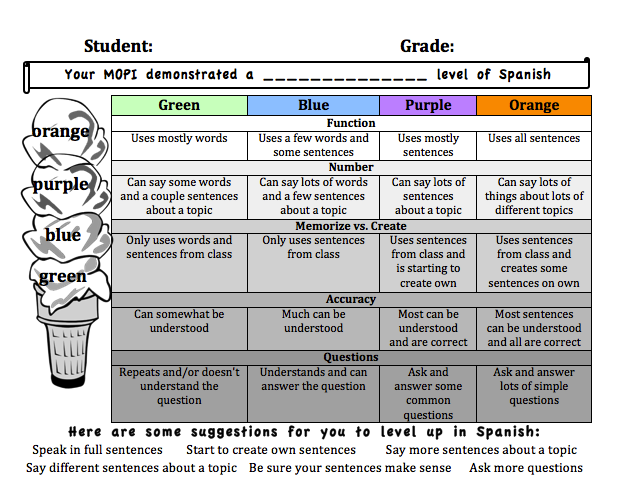 Student: Grade:
Your MOPI demonstrated a ______________ level of Spanish
orange
purple
blue
green
Green Blue Purple Orange
Function
Uses mostly words Uses a few words and Uses mostly Uses all sentences
some sentences sentences
Number
Can say some words Can say lots of words Can say lots of Can say lots of
and a couple sentences and a few sentences sentences things about lots of
about a topic about a topic about a topic different topics
Memorize vs. Create
Only uses words and Only uses sentences Uses sentences Uses sentences
sentences from class from class from class and from class and
is starting to creates some
create own sentences on own
Accuracy
Can somewhat be Much can be Most can be Most sentences
understood understood understood can be understood
and are correct and all are correct
Questions
Repeats and/or doesn't Understands and can Ask and Ask and answer
understand the answer the question answer some lots of simple
question common questions
questions
Here are some suggestions for you to level up in Spanish:
Speak in full sentences Start to create own sentences Say more sentences about a topic
Say different sentences about a topic Be sure your sentences make sense Ask more questions